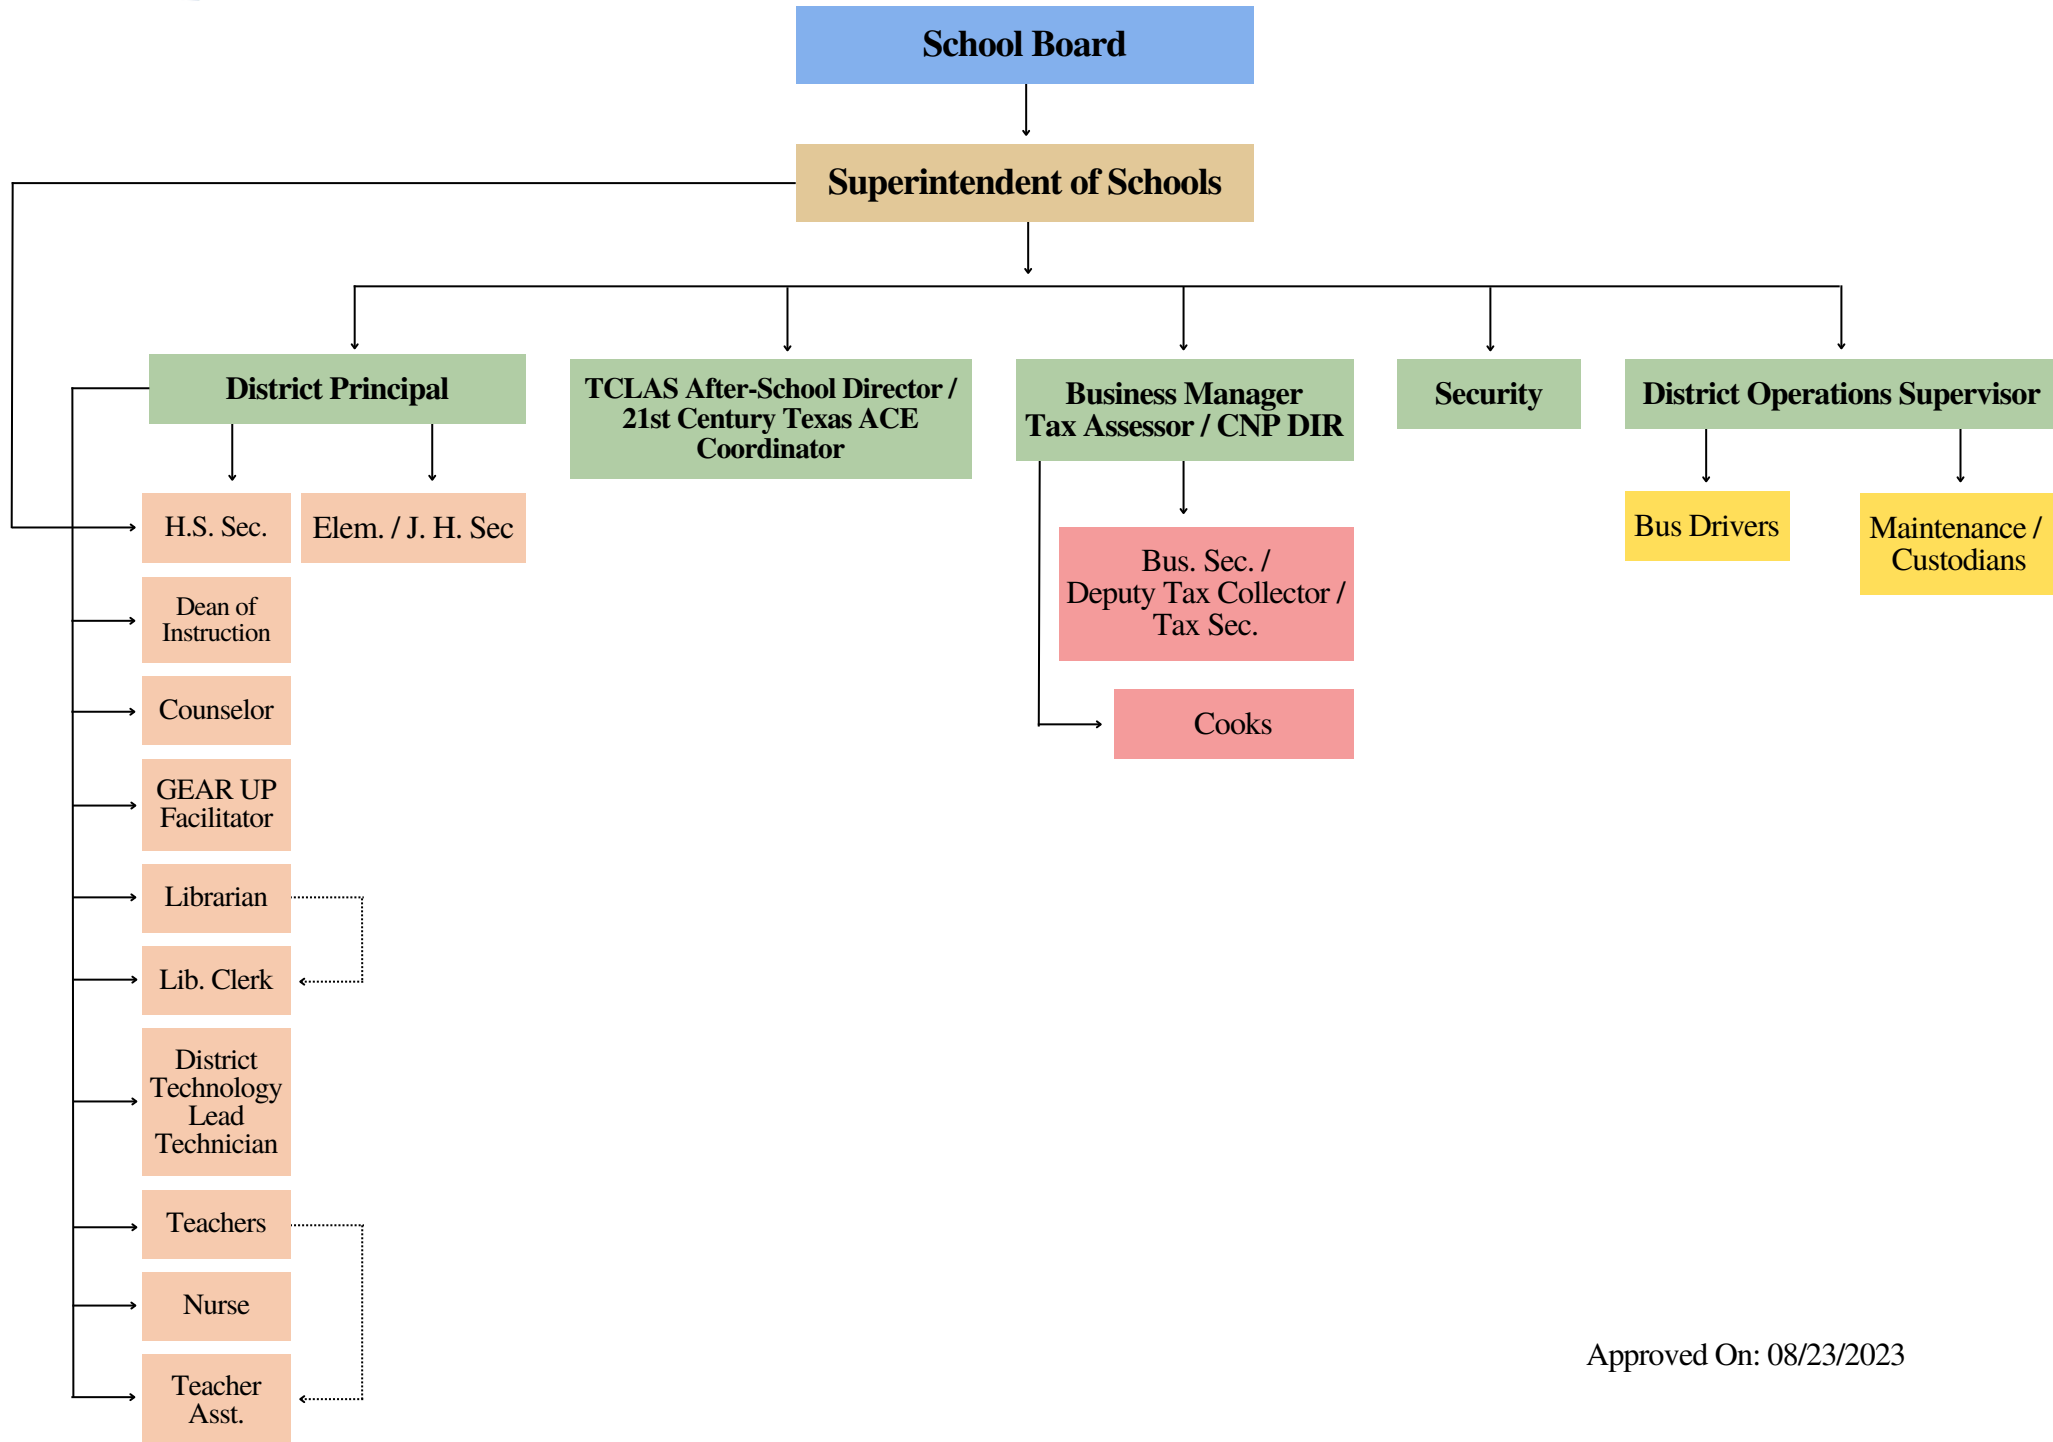 School Board
Superintendent of Schools
District Principal
TCLAS After-School Director /
21st Century Texas ACE
Coordinator
Business Manager
Tax Assessor / CNP DIR
Security
District Operations Supervisor
H.S. Sec.
Elem. / J. H. Sec
Bus. Sec. /
Deputy Tax Collector /
Tax Sec.
Cooks
Bus Drivers
Maintenance /
Custodians
Dean of
Instruction
Counselor
GEAR UP
Facilitator
Librarian
Lib. Clerk
District
Technology
Lead
Technician
Teachers
Nurse
Teacher
Asst.
Approved On: 08/23/2023